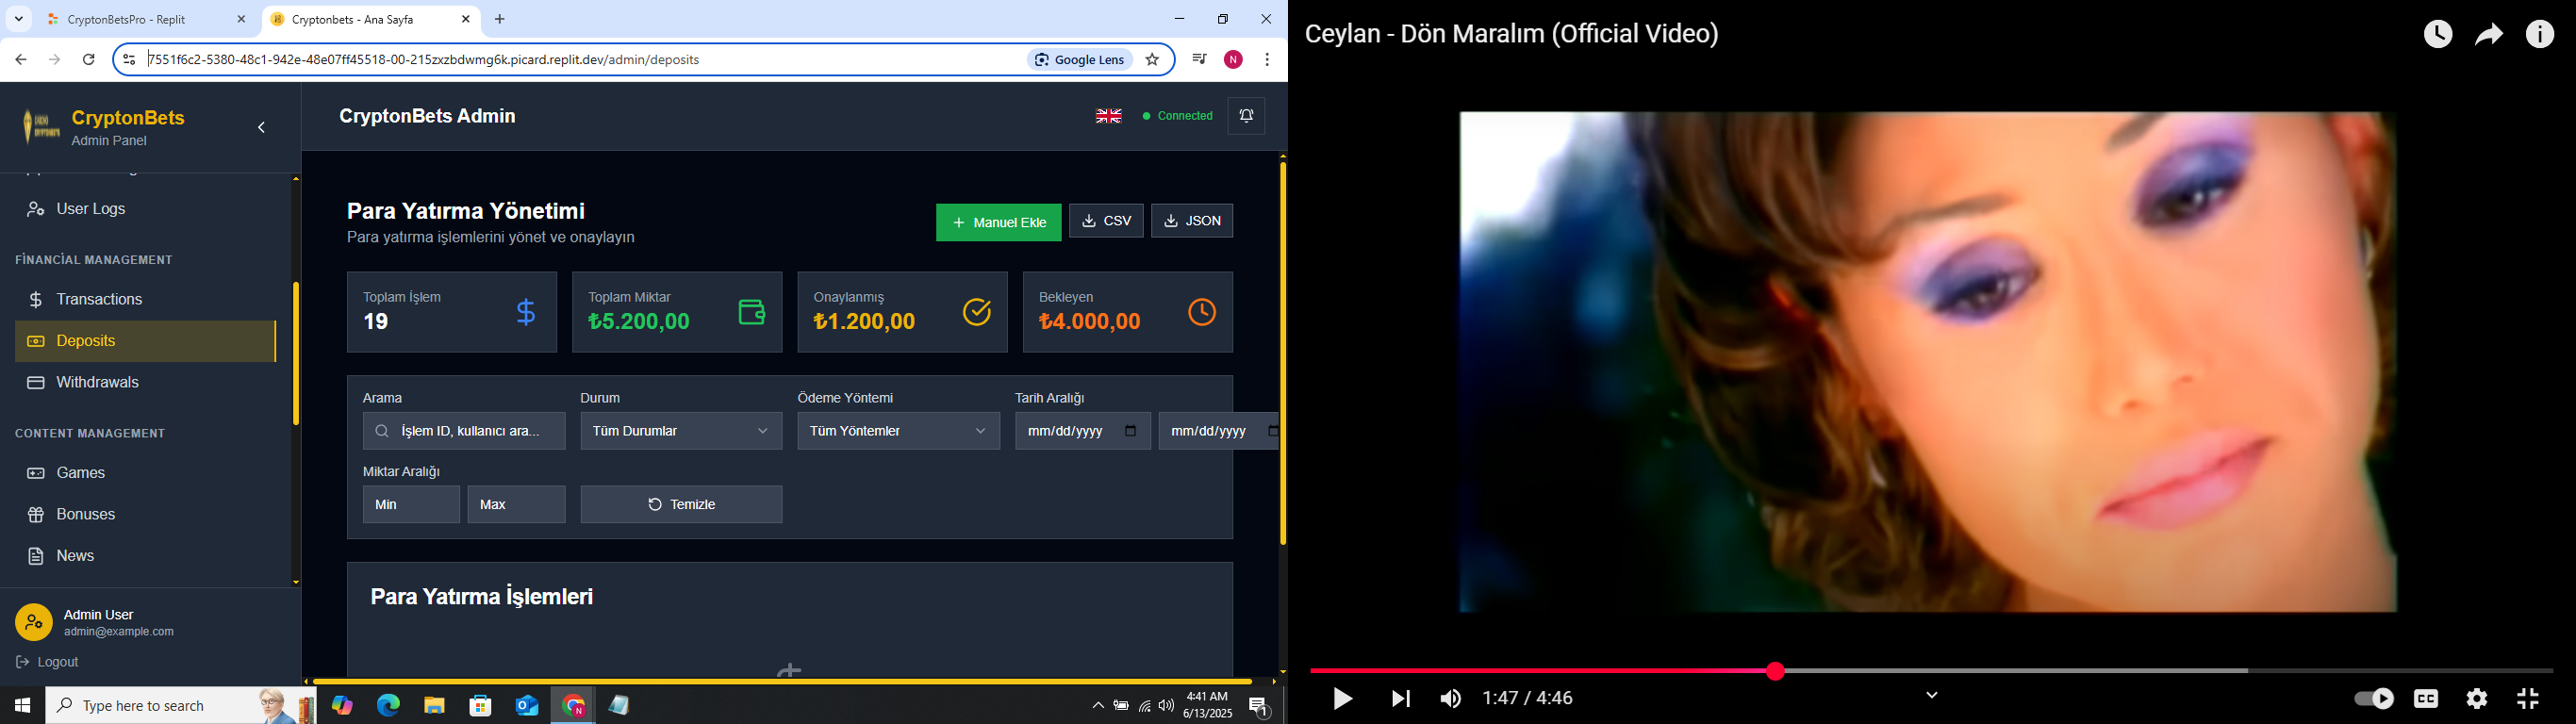 CryptonBetsPro - Replit
Cryptonbets - Ana Sayfa
7551f6c2-5380-48c1-942e-48e07ff45518-00-215zxzbdwmg6k.picard.replit.dev/admin/deposits
Google Lens
N
CryptonBets
Admin Panel
User Logs
FİNANCİAL MANAGEMENT
Transactions
Deposits
Withdrawals
CONTENT MANAGEMENT
Games
Bonuses
News
Admin User
admin@example.com
Logout
CryptonBets Admin
Connected
Para Yatırma Yönetimi
Para yatırma işlemlerini yönet ve onaylayın
Manuel Ekle
CSV
JSON
Toplam İşlem
19
Toplam Miktar
₺5.200,00
Onaylanmış
₺1.200,00
Bekleyen
₺4.000,00
Arama
Durum
Ödeme Yöntemi
Tarih Aralığı
İşlem ID, kullanıcı ara...
Tüm Durumlar
Tüm Yöntemler
mm/dd/yyyy
mm/dd/yyyy
Miktar Aralığı
Min
Max
Temizle
Para Yatırma İşlemleri
Type here to search
4:41 AM
6/13/2025
1
Ceylan - Dön Maralım (Official Video)
1:47 / 4:46
CC